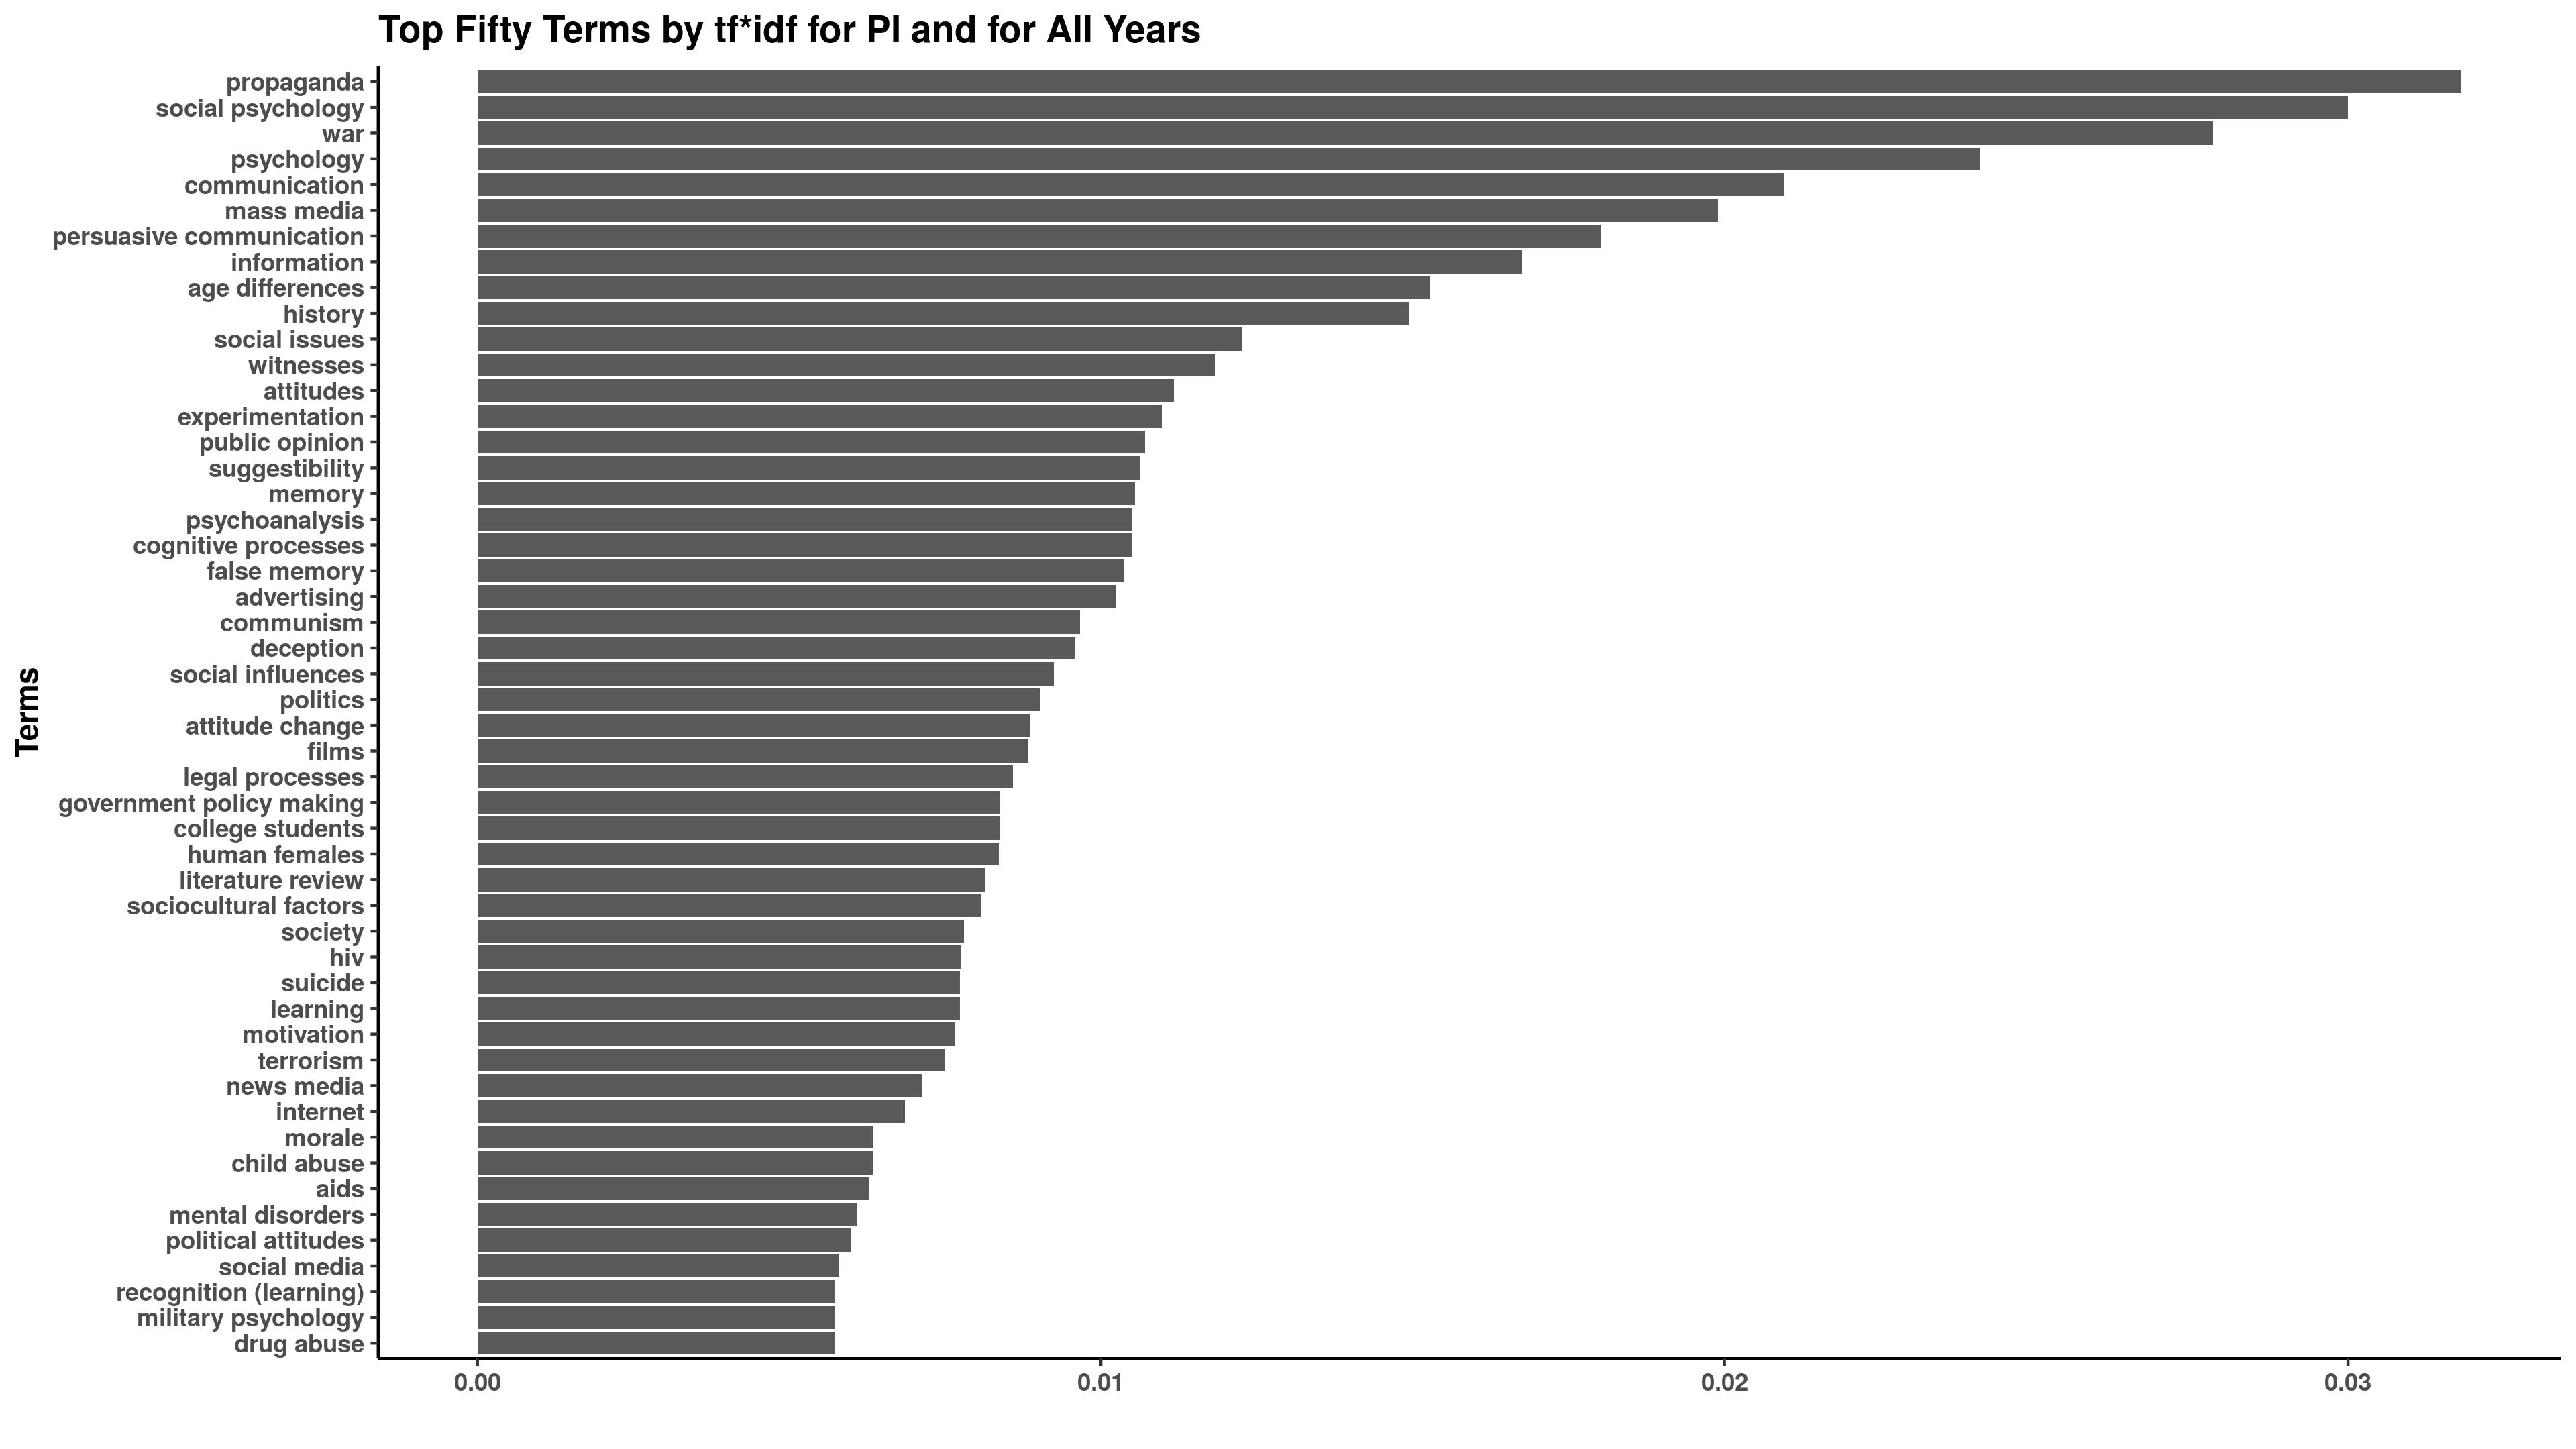 Top Fifty Terms by tf*idf for PI and for All Years
propaganda
social psychology
war
psychology
communication
mass media
persuasive communication
information
age differences
history
social issues
witnesses
attitudes
experimentation
public opinion
suggestibility
memory
psychoanalysis
cognitive processes
false memory
advertising
communism
deception
social influences
politics
attitude change
films
legal processes
government policy making
college students
human females
literature review
sociocultural factors
society
hiv
suicide
learning
motivation
terrorism
news media
internet
morale
child abuse
aids
mental disorders
political attitudes
social media
recognition (learning)
military psychology
drug abuse
Terms
0.00 0.01 0.02 0.03